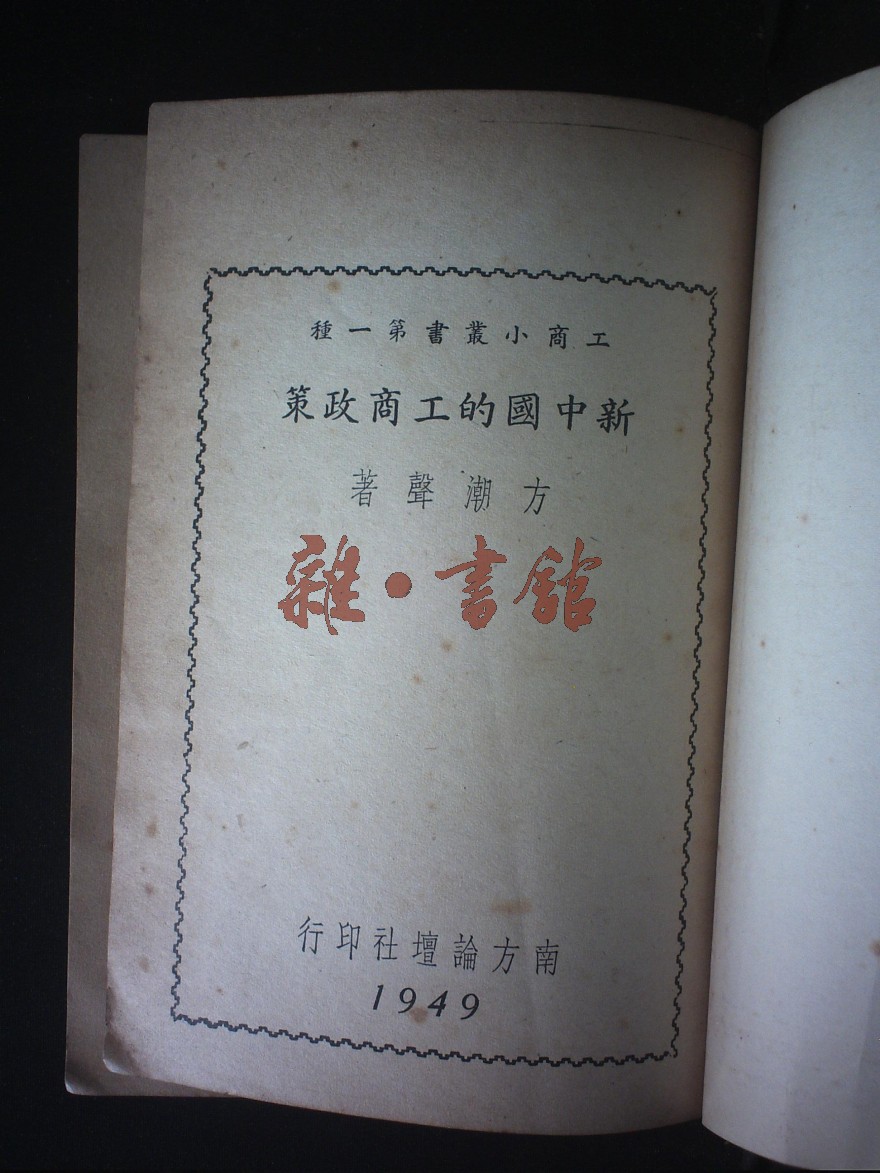 工商小叢書第一種
新中國的工商政策
方潮聲著
雜•書館
南方論壇社印行
1949